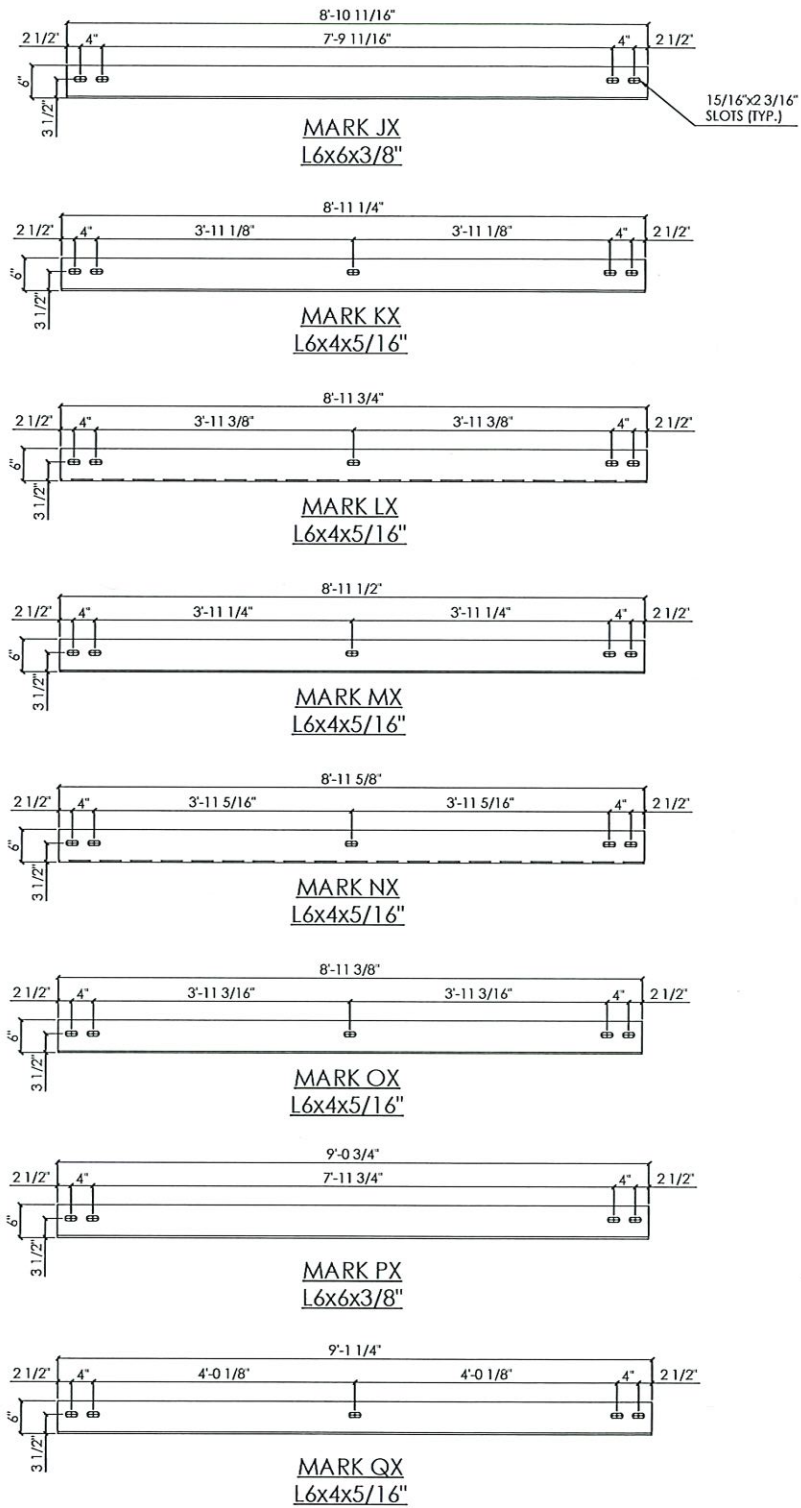 8'-10 11/16"
2 1/2" 4" 7'-9 11/16" 4" 2 1/2"
6"
3 1/2"
15/16"x2 3/16"
SLOTS (TYP.)
MARK JX
L6x6x3/8"
8'-11 1/4"
2 1/2" 4" 3'-11 1/8" 3'-11 1/8" 4" 2 1/2"
6"
3 1/2"
MARK KX
L6x4x5/16"
8'-11 3/4"
2 1/2" 4" 3'-11 3/8" 3'-11 3/8" 4" 2 1/2"
6"
3 1/2"
MARK LX
L6x4x5/16"
8'-11 1/2"
2 1/2" 4" 3'-11 1/4" 3'-11 1/4" 4" 2 1/2"
6"
3 1/2"
MARK MX
L6x4x5/16"
8'-11 5/8"
2 1/2" 4" 3'-11 5/16" 3'-11 5/16" 4" 2 1/2"
6"
3 1/2"
MARK NX
L6x4x5/16"
8'-11 3/8"
2 1/2" 4" 3'-11 3/16" 3'-11 3/16" 4" 2 1/2"
6"
3 1/2"
MARK OX
L6x4x5/16"
9'-0 3/4"
2 1/2" 4" 7'-11 3/4" 4" 2 1/2"
6"
3 1/2"
MARK PX
L6x6x3/8"
9'-1 1/4"
2 1/2" 4" 4'-0 1/8" 4'-0 1/8" 4" 2 1/2"
6"
3 1/2"
MARK QX
L6x4x5/16"